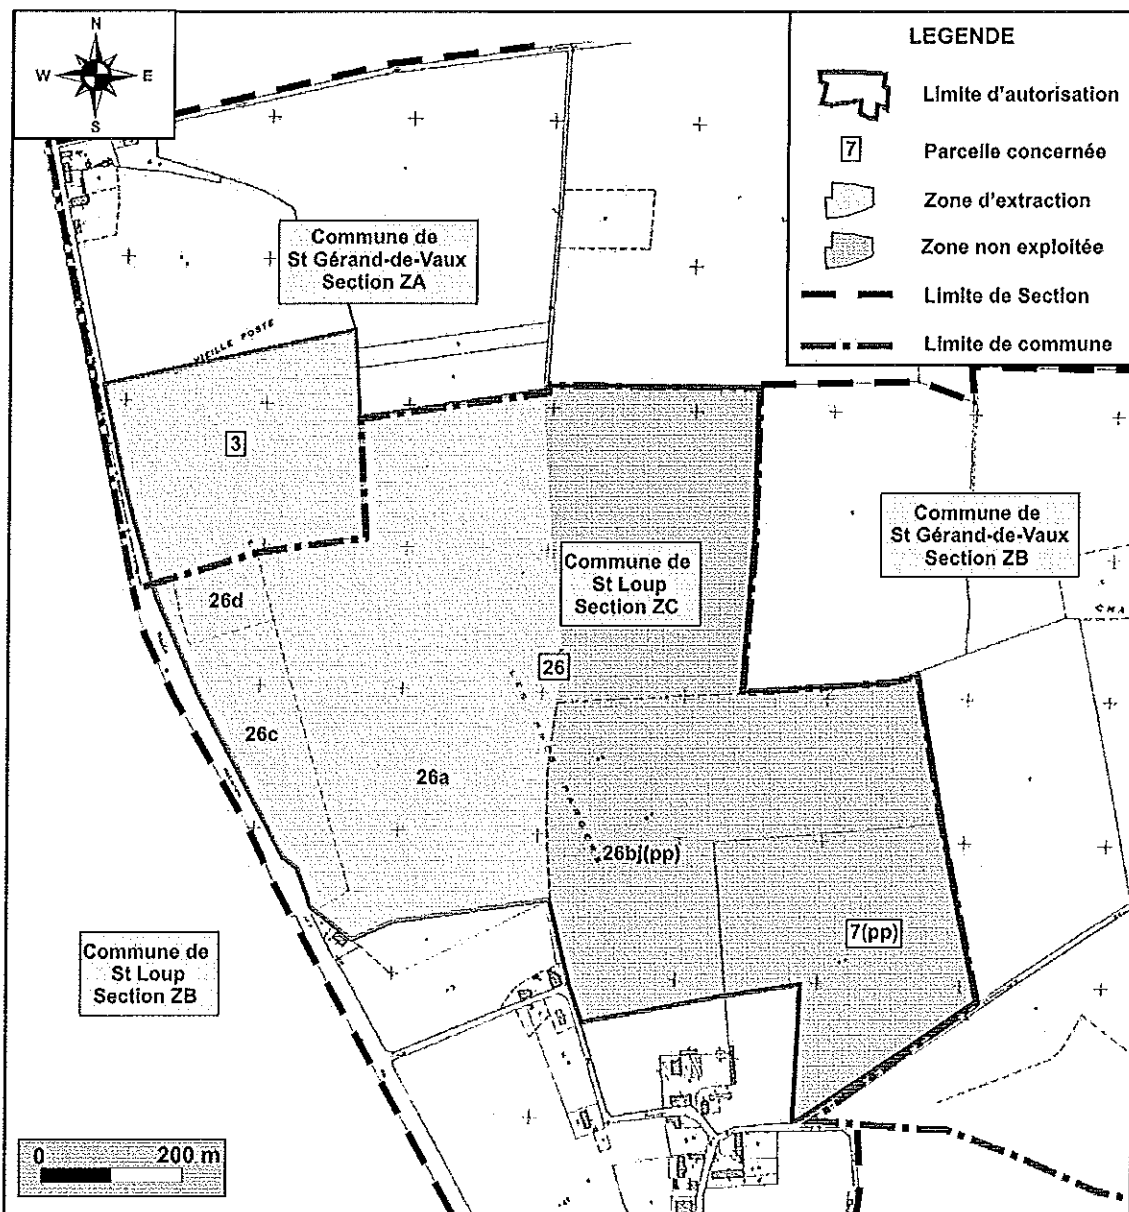 N
W E
S
LEGENDE
Limite d'autorisation
7
Parcelle concernée
Zone d'extraction
Zone non exploitée
Limite de Section
Limite de commune
Commune de
St Gérand-de-Vaux
Section ZA
VIEILLE POSTE
3
Commune de
St Gérand-de-Vaux
Section ZB
Commune de
St Loup
Section ZC
CHA
26d
26
26c
26a
26bj(pp)
7(pp)
Commune de
St Loup
Section ZB
0 200 m